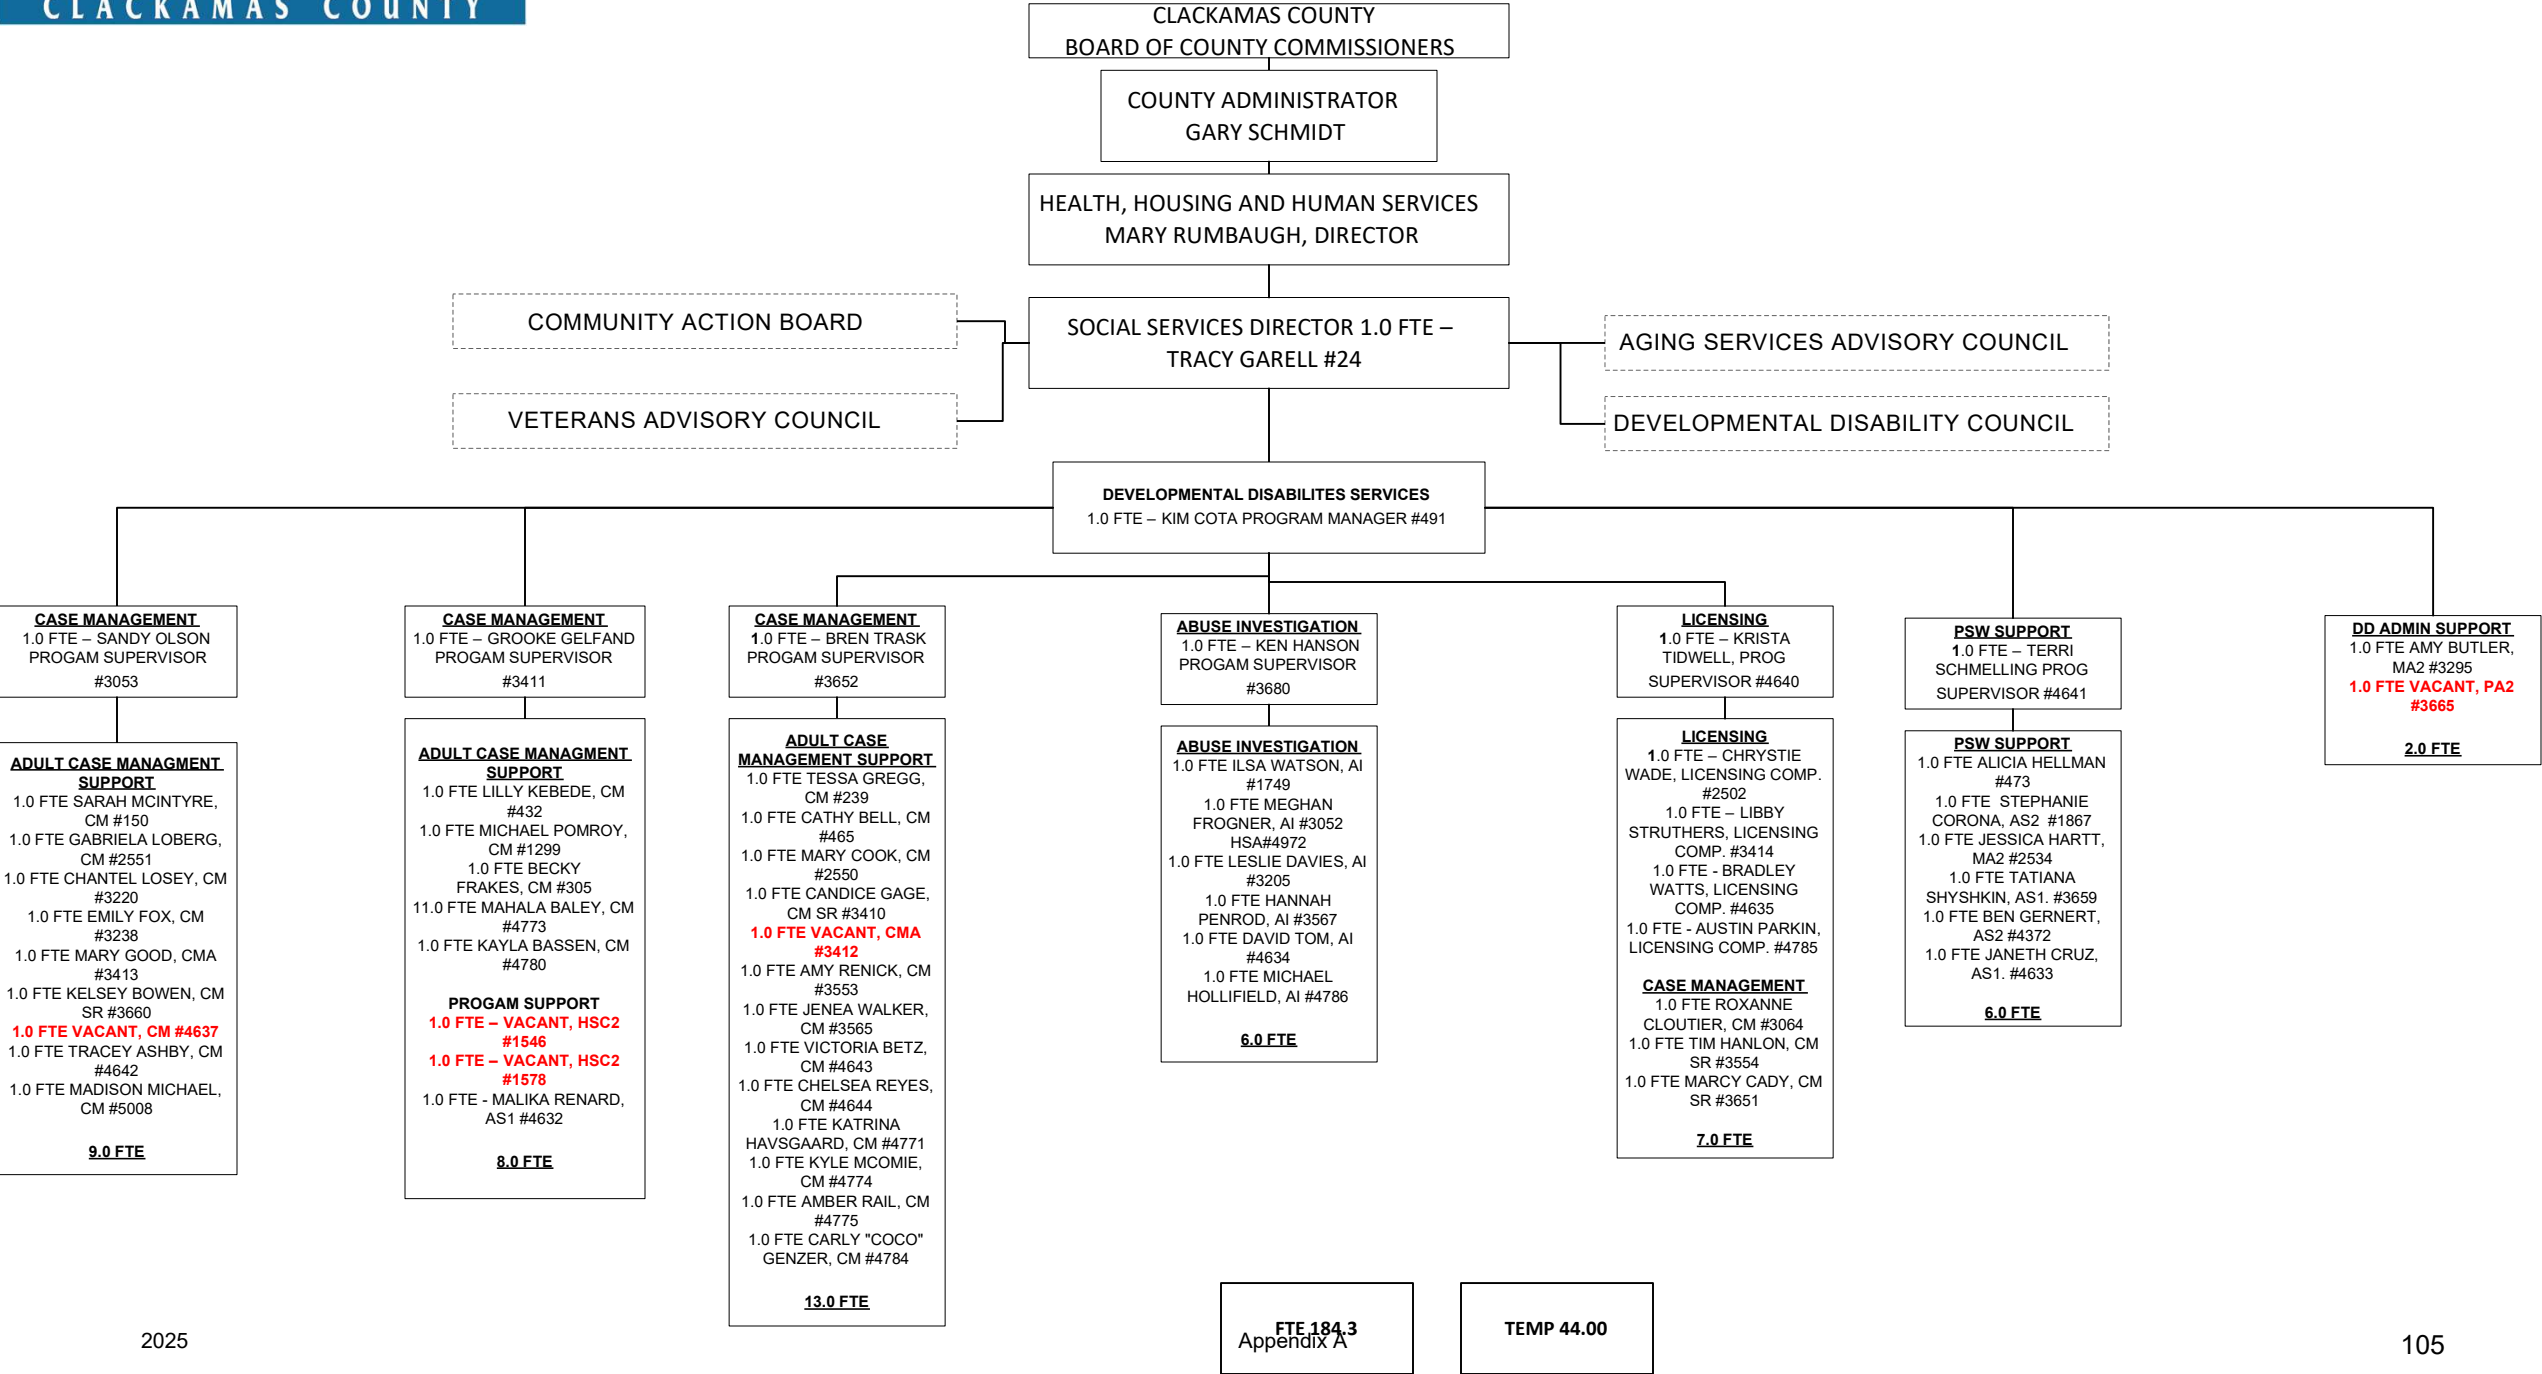 CLACKAMAS COUNTY
CLACKAMAS COUNTY
BOARD OF COUNTY COMMISSIONERS
COUNTY ADMINISTRATOR
GARY SCHMIDT
HEALTH, HOUSING AND HUMAN SERVICES
MARY RUMBAUGH, DIRECTOR
COMMUNITY ACTION BOARD
SOCIAL SERVICES DIRECTOR 1.0 FTE –
TRACY GARELL #24
AGING SERVICES ADVISORY COUNCIL
VETERANS ADVISORY COUNCIL
DEVELOPMENTAL DISABILITY COUNCIL
DEVELOPMENTAL DISABILITES SERVICES
1.0 FTE – KIM COTA PROGRAM MANAGER #491
CASE MANAGEMENT
1.0 FTE – SANDY OLSON
PROGAM SUPERVISOR
#3053
ADULT CASE MANAGMENT
SUPPORT
1.0 FTE SARAH MCINTYRE,
CM #150
1.0 FTE GABRIELA LOBERG,
CM #2551
1.0 FTE CHANTEL LOSEY, CM
#3220
1.0 FTE EMILY FOX, CM
#3238
1.0 FTE MARY GOOD, CMA
#3413
1.0 FTE KELSEY BOWEN, CM
SR #3660
1.0 FTE VACANT, CM #4637
1.0 FTE TRACEY ASHBY, CM
#4642
1.0 FTE MADISON MICHAEL,
CM #5008
9.0 FTE
CASE MANAGEMENT
1.0 FTE – GROOKE GELFAND
PROGAM SUPERVISOR
#3411
ADULT CASE MANAGMENT
SUPPORT
1.0 FTE LILLY KEBEDE, CM
#432
1.0 FTE MICHAEL POMROY,
CM #1299
1.0 FTE BECKY
FRAKES, CM #305
11.0 FTE MAHALA BALEY, CM
#4773
1.0 FTE KAYLA BASSEN, CM
#4780
PROGAM SUPPORT
1.0 FTE – VACANT, HSC2
#1546
1.0 FTE – VACANT, HSC2
#1578
1.0 FTE - MALIKA RENARD,
AS1 #4632
8.0 FTE
CASE MANAGEMENT
1.0 FTE – BREN TRASK
PROGAM SUPERVISOR
#3652
ADULT CASE
MANAGEMENT SUPPORT
1.0 FTE TESSA GREGG,
CM #239
1.0 FTE CATHY BELL, CM
#465
1.0 FTE MARY COOK, CM
#2550
1.0 FTE CANDICE GAGE,
CM SR #3410
1.0 FTE VACANT, CMA
#3412
1.0 FTE AMY RENICK, CM
#3553
1.0 FTE JENEA WALKER,
CM #3565
1.0 FTE VICTORIA BETZ,
CM #4643
1.0 FTE CHELSEA REYES,
CM #4644
1.0 FTE KATRINA
HAVSGAARD, CM #4771
1.0 FTE KYLE MCOMIE,
CM #4774
1.0 FTE AMBER RAIL, CM
#4775
1.0 FTE CARLY "COCO"
GENZER, CM #4784
13.0 FTE
ABUSE INVESTIGATION
1.0 FTE – KEN HANSON
PROGAM SUPERVISOR
#3680
ABUSE INVESTIGATION
1.0 FTE ILSA WATSON, AI
#1749
1.0 FTE MEGHAN
FROGNER, AI #3052
HSA#4972
1.0 FTE LESLIE DAVIES, AI
#3205
1.0 FTE HANNAH
PENROD, AI #3567
1.0 FTE DAVID TOM, AI
#4634
1.0 FTE MICHAEL
HOLLIFIELD, AI #4786
6.0 FTE
LICENSING
1.0 FTE – KRISTA
TIDWELL, PROG
SUPERVISOR #4640
LICENSING
1.0 FTE – CHRYSTIE
WADE, LICENSING COMP.
#2502
1.0 FTE – LIBBY
STRUTHERS, LICENSING
COMP. #3414
1.0 FTE - BRADLEY
WATTS, LICENSING
COMP. #4635
1.0 FTE - AUSTIN PARKIN,
LICENSING COMP. #4785
CASE MANAGEMENT
1.0 FTE ROXANNE
CLOUTIER, CM #3064
1.0 FTE TIM HANLON, CM
SR #3554
1.0 FTE MARCY CADY, CM
SR #3651
7.0 FTE
PSW SUPPORT
1.0 FTE – TERRI
SCHMELLING PROG
SUPERVISOR #4641
PSW SUPPORT
1.0 FTE ALICIA HELLMAN
#473
1.0 FTE STEPHANIE
CORONA, AS2 #1867
1.0 FTE JESSICA HARTT,
MA2 #2534
1.0 FTE TATIANA
SHYSHKIN, AS1. #3659
1.0 FTE BEN GERNERT,
AS2 #4372
1.0 FTE JANETH CRUZ,
AS1. #4633
6.0 FTE
DD ADMIN SUPPORT
1.0 FTE AMY BUTLER,
MA2 #3295
1.0 FTE VACANT, PA2
#3665
2.0 FTE
FTE 184.3
TEMP 44.00
2025
Appendix A
105